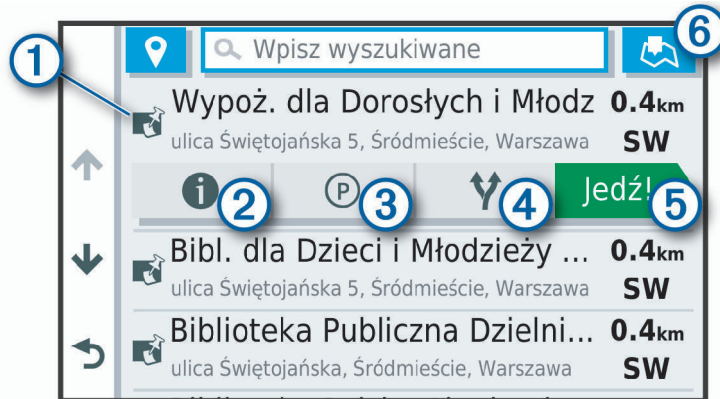 6
1
Wpisz wyszukiwane
Wypoż. dla Dorosłych i Młodz 0.4km
ulica Świętojańska 5, Śródmieście, Warszawa SW
i 2 P 3 4 Jedź! 5
Bibl. dla Dzieci i Młodzieży ... 0.4km
ulica Świętojańska 5, Śródmieście, Warszawa SW
Biblioteka Publiczna Dzielni... 0.4km
ulica Świętojańska, Śródmieście, Warszawa SW